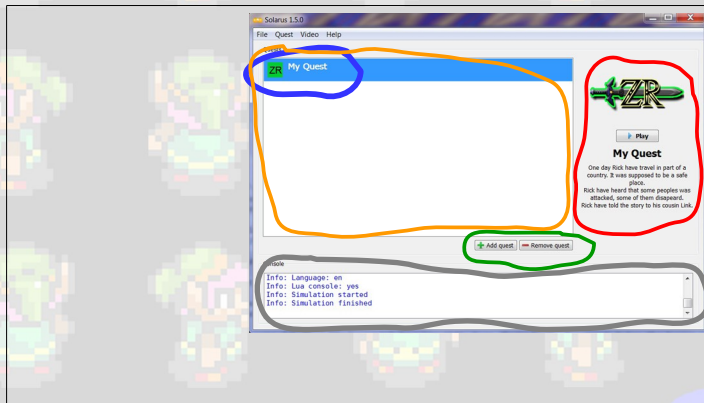 Solarus 1.5.0
File Quest Video Help
ZR My Quest
ZR
Play
My Quest
One day Rick have travel in part of a
country. It was supposed to be a safe
place.
Rick have heard that some peoples was
attacked, some of them disapeard.
Rick have told the story to his cousin Link.
Add quest Remove quest
Console
Info: Language: en
Info: Lua console: yes
Info: Simulation started
Info: Simulation finished